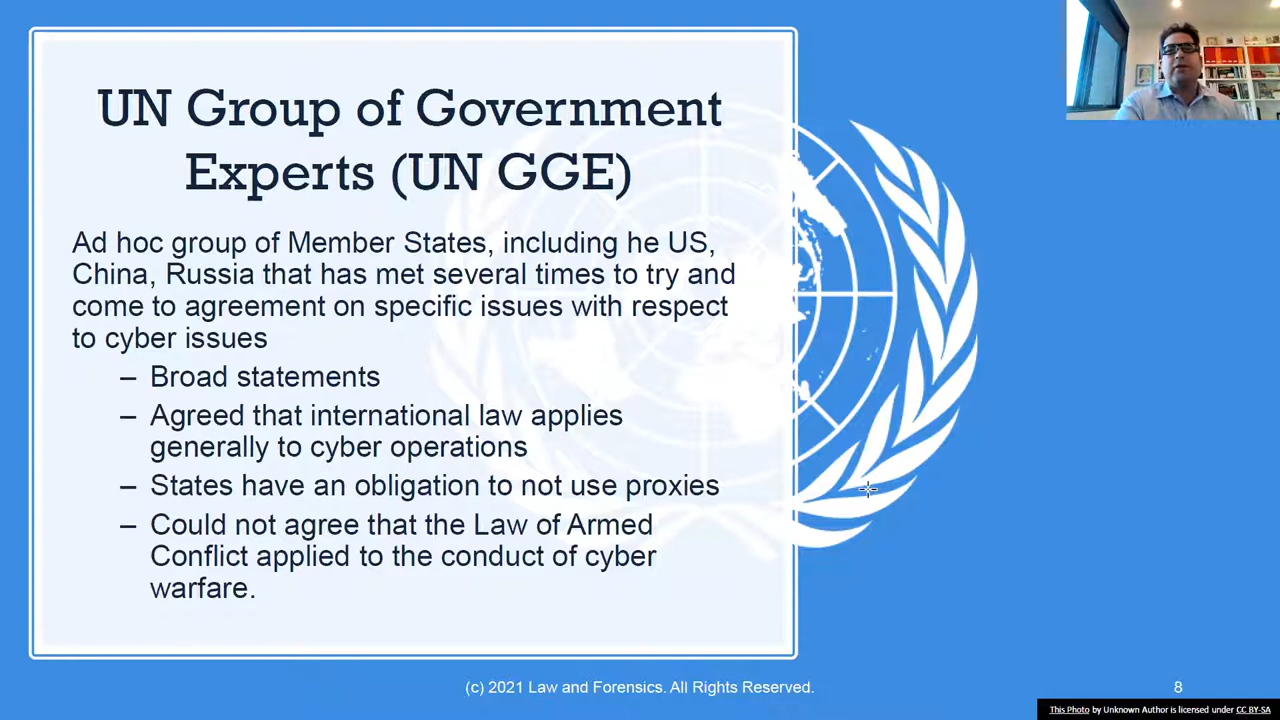 UN Group of Government
Experts (UN GGE)
Ad hoc group of Member States, including he US,
China, Russia that has met several times to try and
come to agreement on specific issues with respect
to cyber issues
– Broad statements
– Agreed that international law applies
generally to cyber operations
– States have an obligation to not use proxies
– Could not agree that the Law of Armed
Conflict applied to the conduct of cyber
warfare.
(c) 2021 Law and Forensics. All Rights Reserved.
8
This Photo by Unknown Author is licensed under CC BY-SA